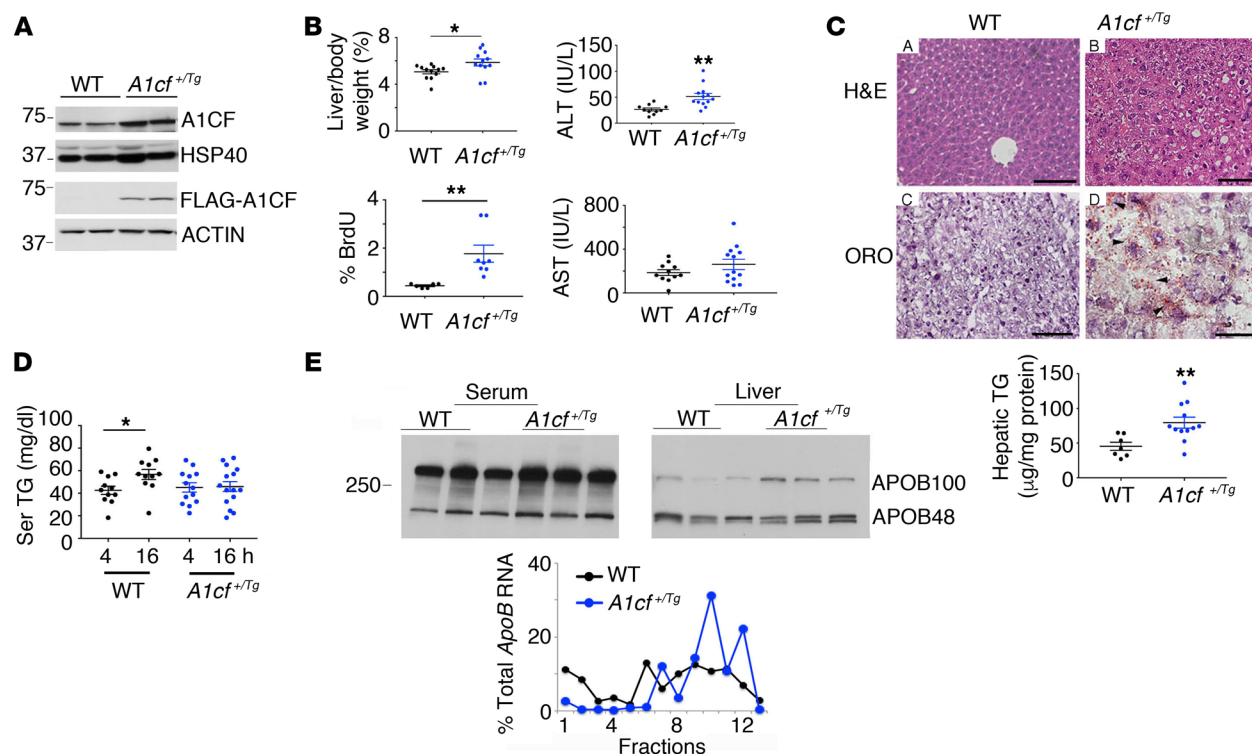 A
WT A1cf+/Tg
75
A1CF
37
HSP40
75
FLAG-A1CF
37
ACTIN
B
Liver/body weight (%)
8
4
0
*
WT A1cf+/Tg
ALT (IU/L)
150
100
50
0
**
WT A1cf+/Tg
% BrdU
4
2
0
**
WT A1cf+/Tg
AST (IU/L)
800
400
0
WT A1cf+/Tg
C
WT A1cf+/Tg
H&E
A B
ORO
C D
Hepatic TG
(μg/mg protein)
150
100
50
0
**
WT A1cf+/Tg
D
Ser TG (mg/dl)
100
80
60
40
20
0
*
4 16 4 16 h
WT A1cf+/Tg
E
Serum Liver
WT A1cf+/Tg WT A1cf+/Tg
250
APOB100
APOB48
% Total ApoB RNA
40
20
0
WT
A1cf+/Tg
1 4 8 12
Fractions